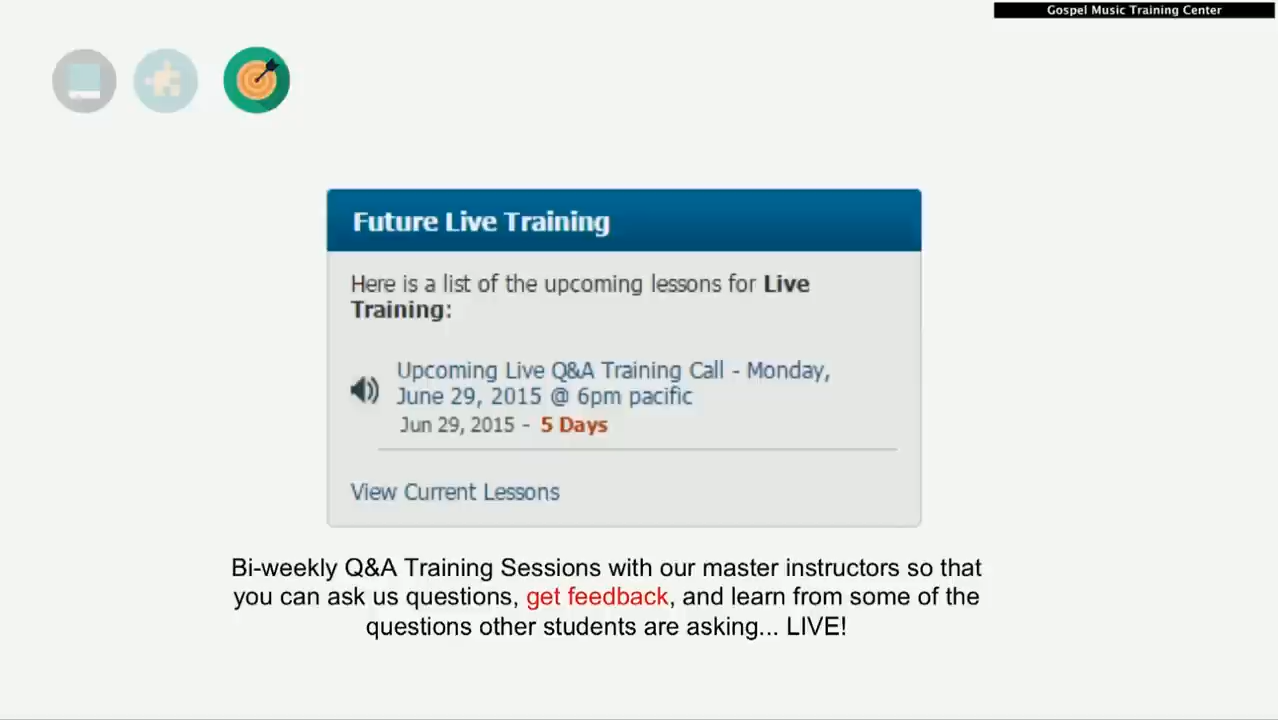 Gospel Music Training Center
Future Live Training
Here is a list of the upcoming lessons for Live
Training:
Upcoming Live Q&A Training Call - Monday,
June 29, 2015 @ 6pm pacific
Jun 29, 2015 - 5 Days
View Current Lessons
Bi-weekly Q&A Training Sessions with our master instructors so that
you can ask us questions, get feedback, and learn from some of the
questions other students are asking... LIVE!